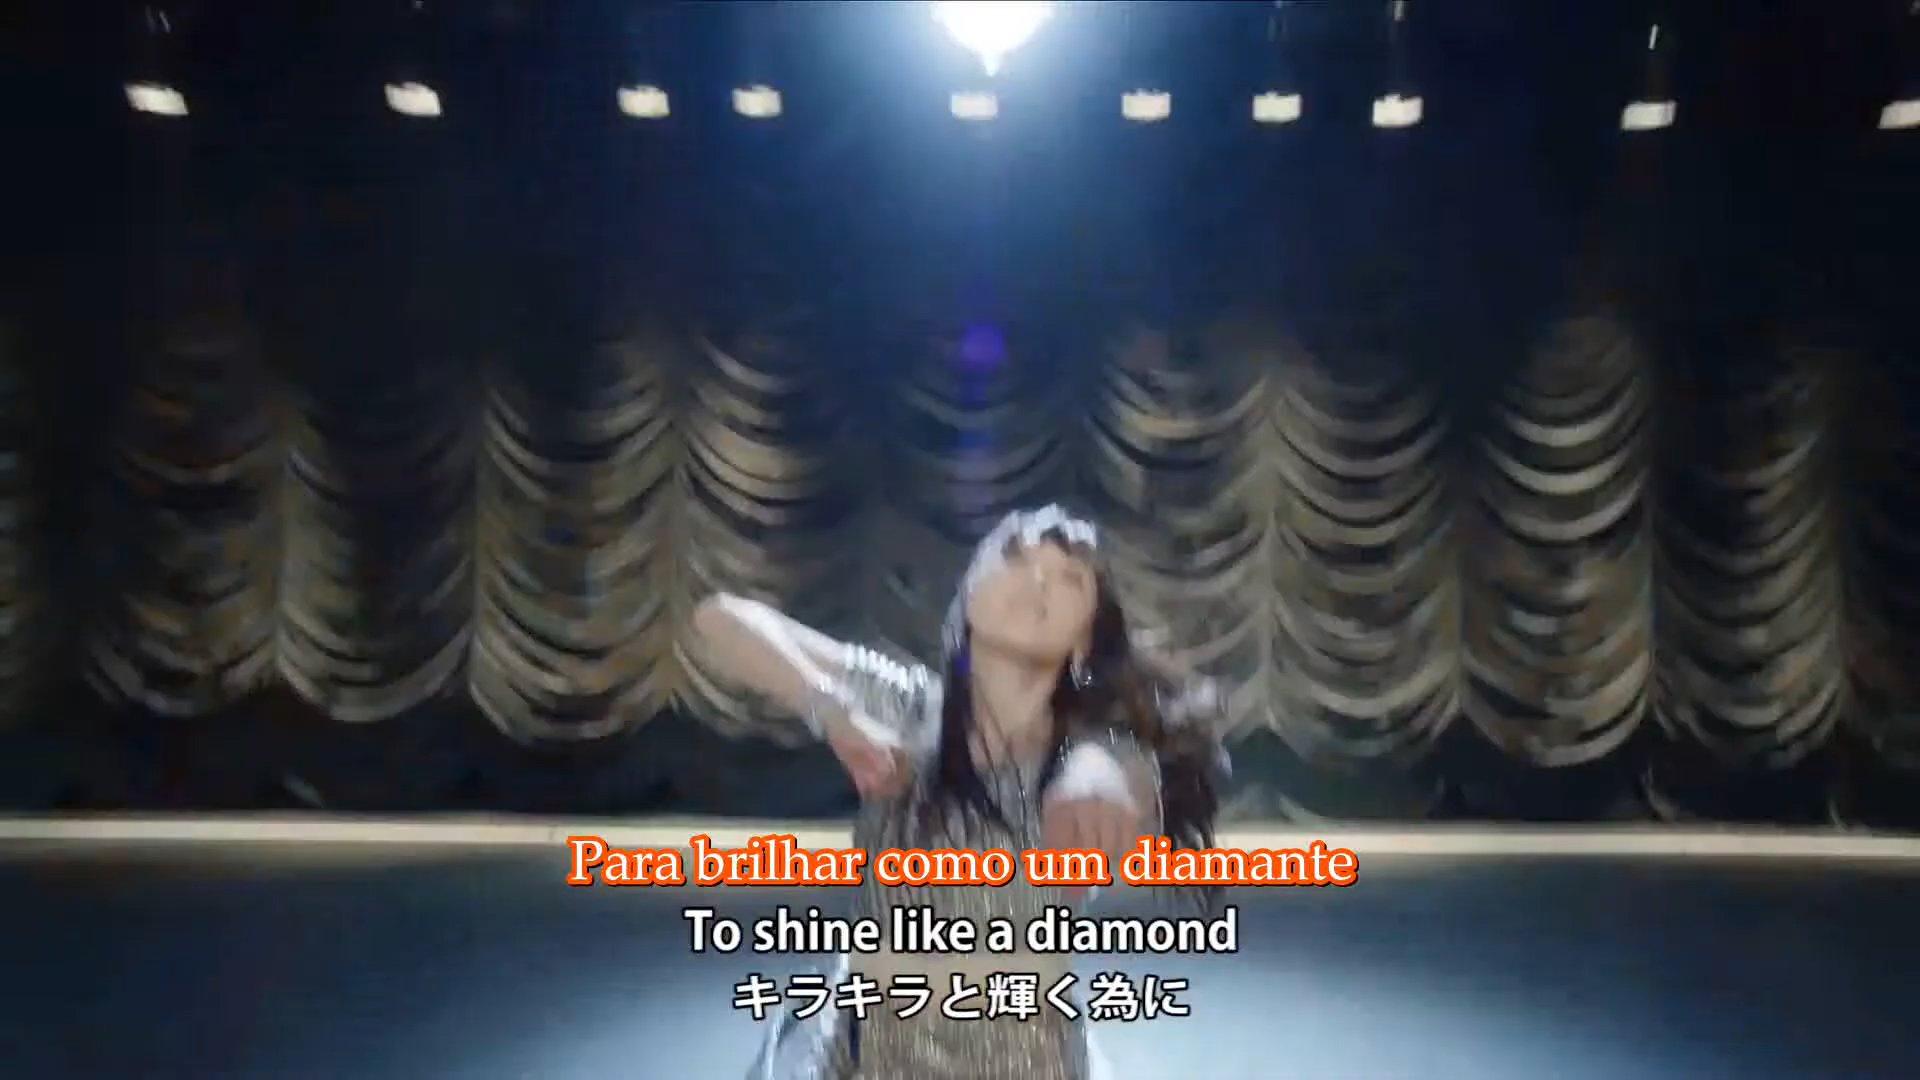 Para brilhar como um diamante
To shine like a diamond
キラキラと輝く為に